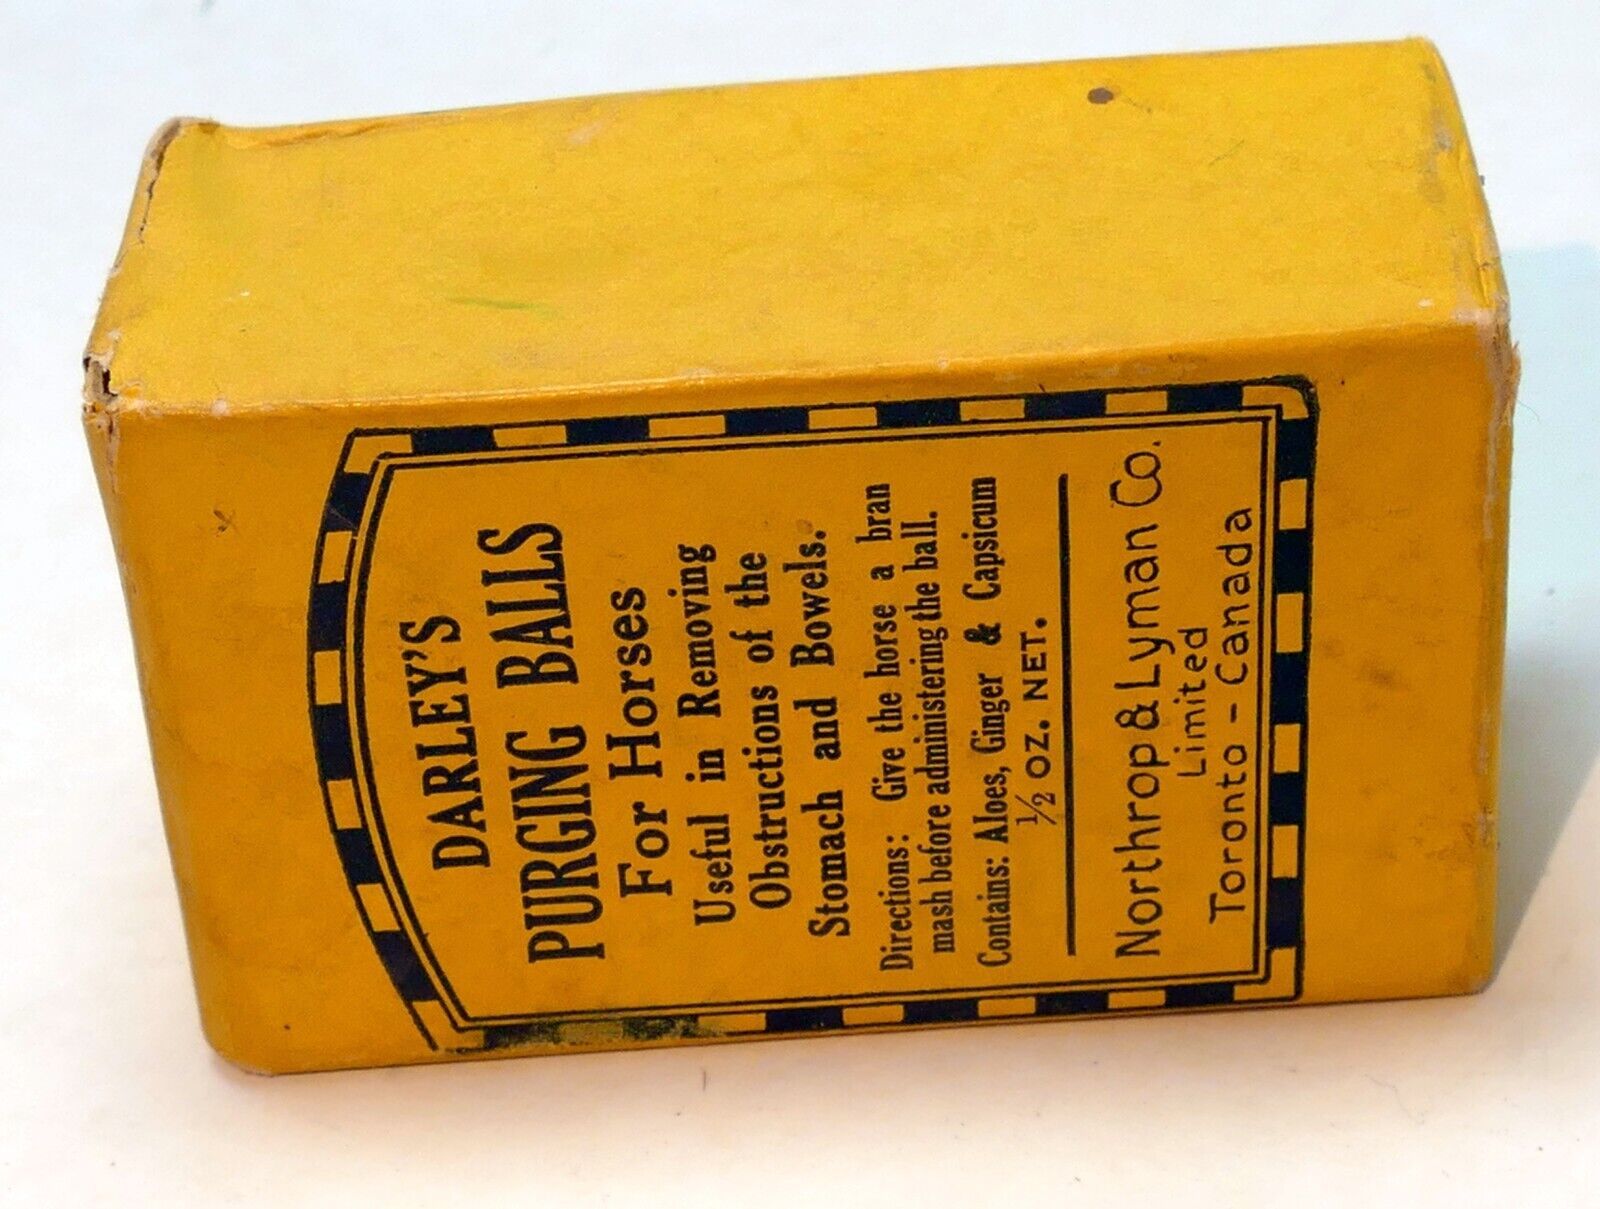 DARLEY'S
PURGING BALLS
For Horses
Useful in Removing
Obstructions of the
Stomach and Bowels.
Directions: Give the horse a bran
mash before administering the ball.
Contains: Aloes, Ginger & Capsicum
½ OZ. NET.
Northrop & Lyman Co.
Limited
Toronto - Canada